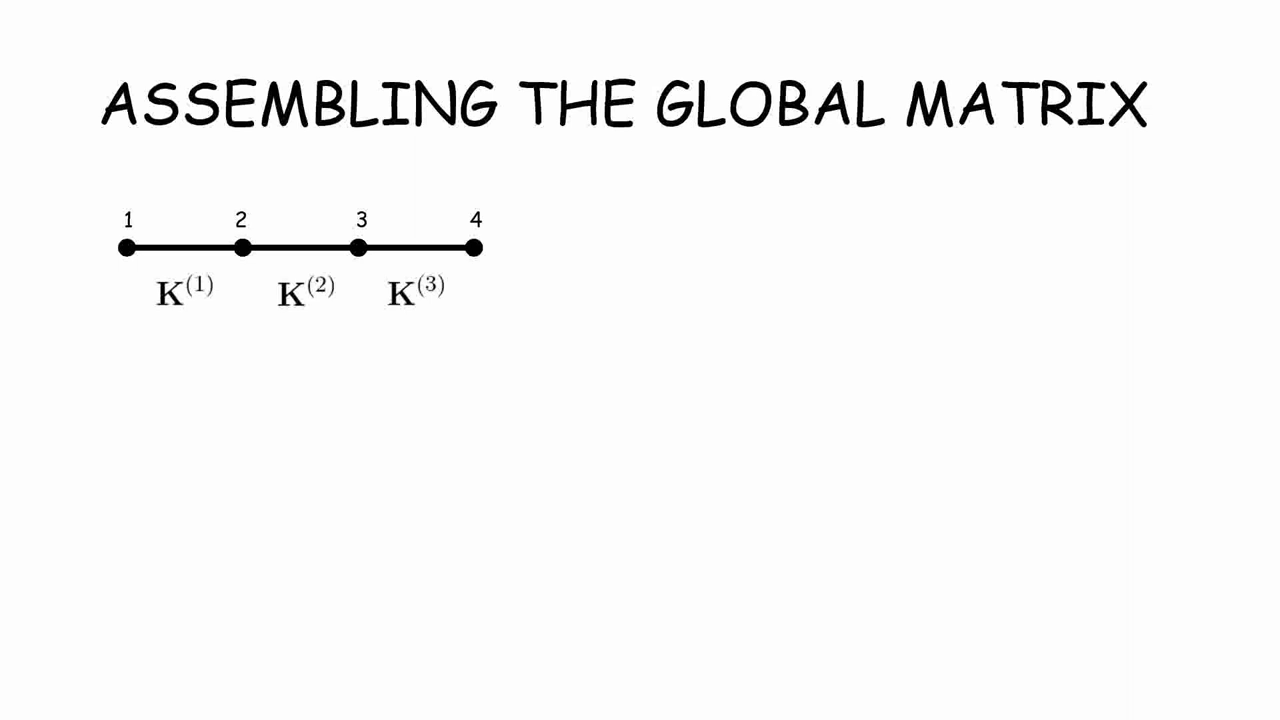 ASSEMBLING THE GLOBAL MATRIX
1 2 3 4
K^(1) K^(2) K^(3)